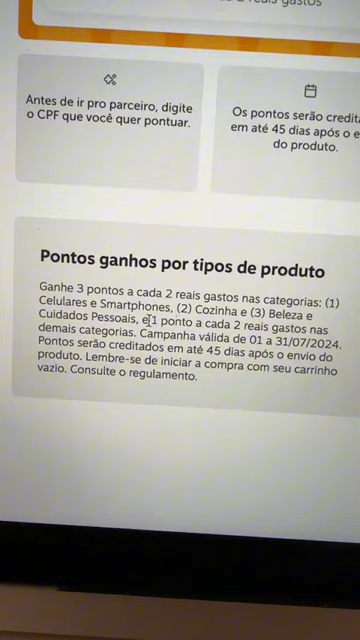 2 reais gastos
Antes de ir pro parceiro, digite
o CPF que você quer pontuar.
Os pontos serão
em até 45 dias após o
do produto.
Pontos ganhos por tipos de produto
Ganhe 3 pontos a cada 2 reais gastos nas categorias: (1)
Celulares e Smartphones, (2) Cozinha e (3) Beleza e
Cuidados Pessoais, e 1 ponto a cada 2 reais gastos nas
demais categorias. Campanha válida de 01 a 31/07/2024.
Pontos serão creditados em até 45 dias após o envio do
produto. Lembre-se de iniciar a compra com seu carrinho
vazio. Consulte o regulamento.